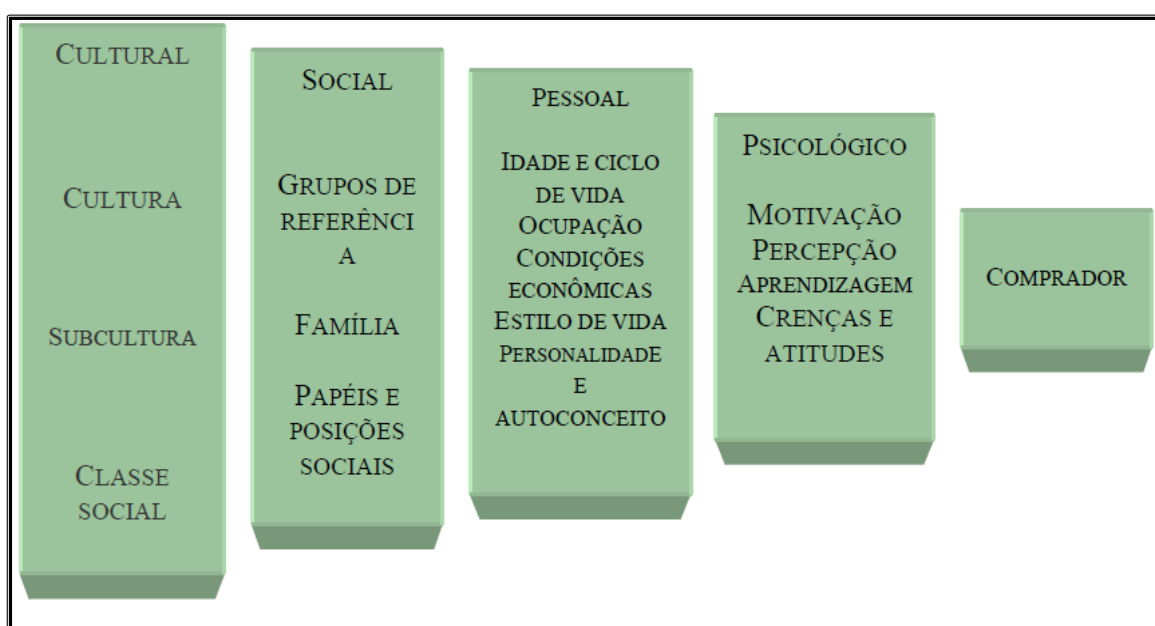 CULTURAL
CULTURA
SUBCULTURA
CLASSE
SOCIAL
SOCIAL
GRUPOS DE
REFERÊNCI
A
FAMÍLIA
PAPÉIS E
POSIÇÕES
SOCIAIS
PESSOAL
IDADE E CICLO
DE VIDA
OCUPAÇÃO
CONDIÇÕES
ECONÔMICAS
ESTILO DE VIDA
PERSONALIDADE
E
AUTOCONCEITO
PSICOLÓGICO
MOTIVAÇÃO
PERCEPÇÃO
APRENDIZAGEM
CRENÇAS E
ATITUDES
COMPRADOR